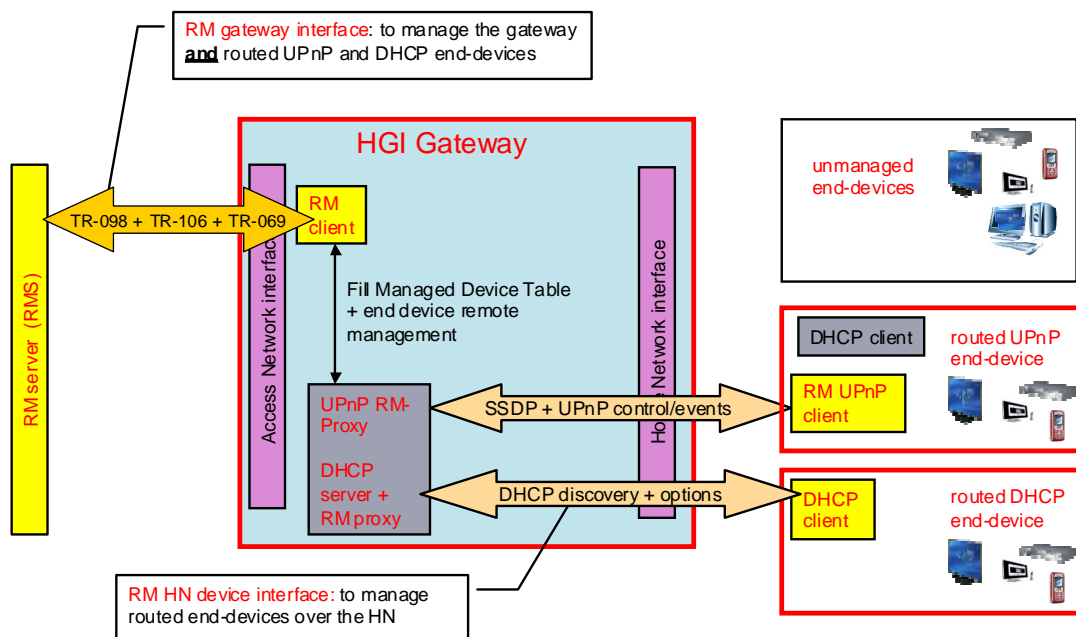 RM gateway interface: to manage the gateway
and routed UPnP and DHCP end-devices
HGI Gateway
RM server (RMS)
TR-098 + TR-106 + TR-069
Access Network interface
RM
client
Fill Managed Device Table
+ end device remote
management
UPnP RM-
Proxy
DHCP
server +
RM proxy
Home Network interface
SSDP + UPnP control/events
DHCP discovery + options
unmanaged
end-devices
DHCP client
routed UPnP
end-device
RM UPnP
client
DHCP
client
routed DHCP
end-device
RM HN device interface: to manage
routed end-devices over the HN